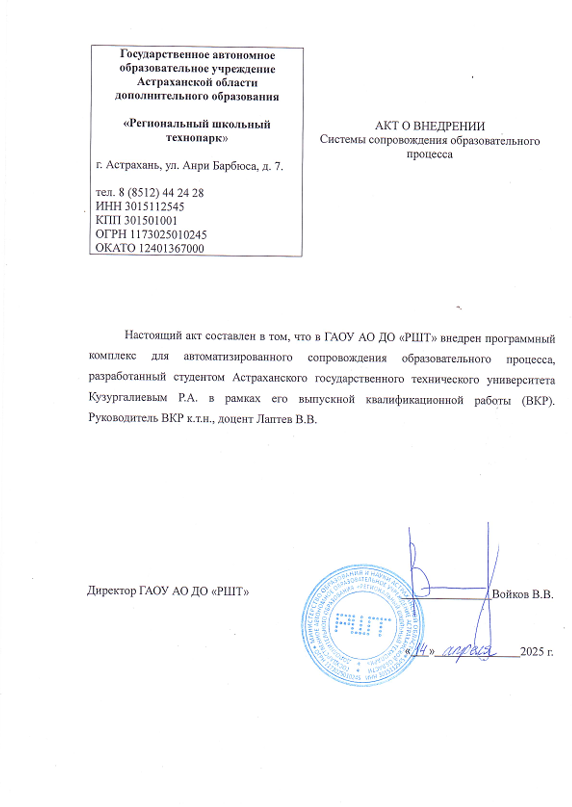 Государственное автономное
образовательное учреждение
Астраханской области
дополнительного образования
«Региональный школьный
технопарк»
г. Астрахань, ул. Анри Барбюса, д. 7.
тел. 8 (8512) 44 24 28
ИНН 3015112545
КПП 301501001
ОГРН 1173025010245
ОКАТО 12401367000
АКТ О ВНЕДРЕНИИ
Системы сопровождения образовательного
процесса
Настоящий акт составлен в том, что в ГАОУ АО ДО «РШТ» внедрен программный
комплекс для автоматизированного сопровождения образовательного процесса,
разработанный студентом Астраханского государственного технического университета
Кузургалиевым Р.А. в рамках его выпускной квалификационной работы (ВКР).
Руководитель ВКР к.т.н., доцент Лаптев В.В.
Директор ГАОУ АО ДО «РШТ»
Войков В.В.
РШТ
«14» апреля 2025 г.